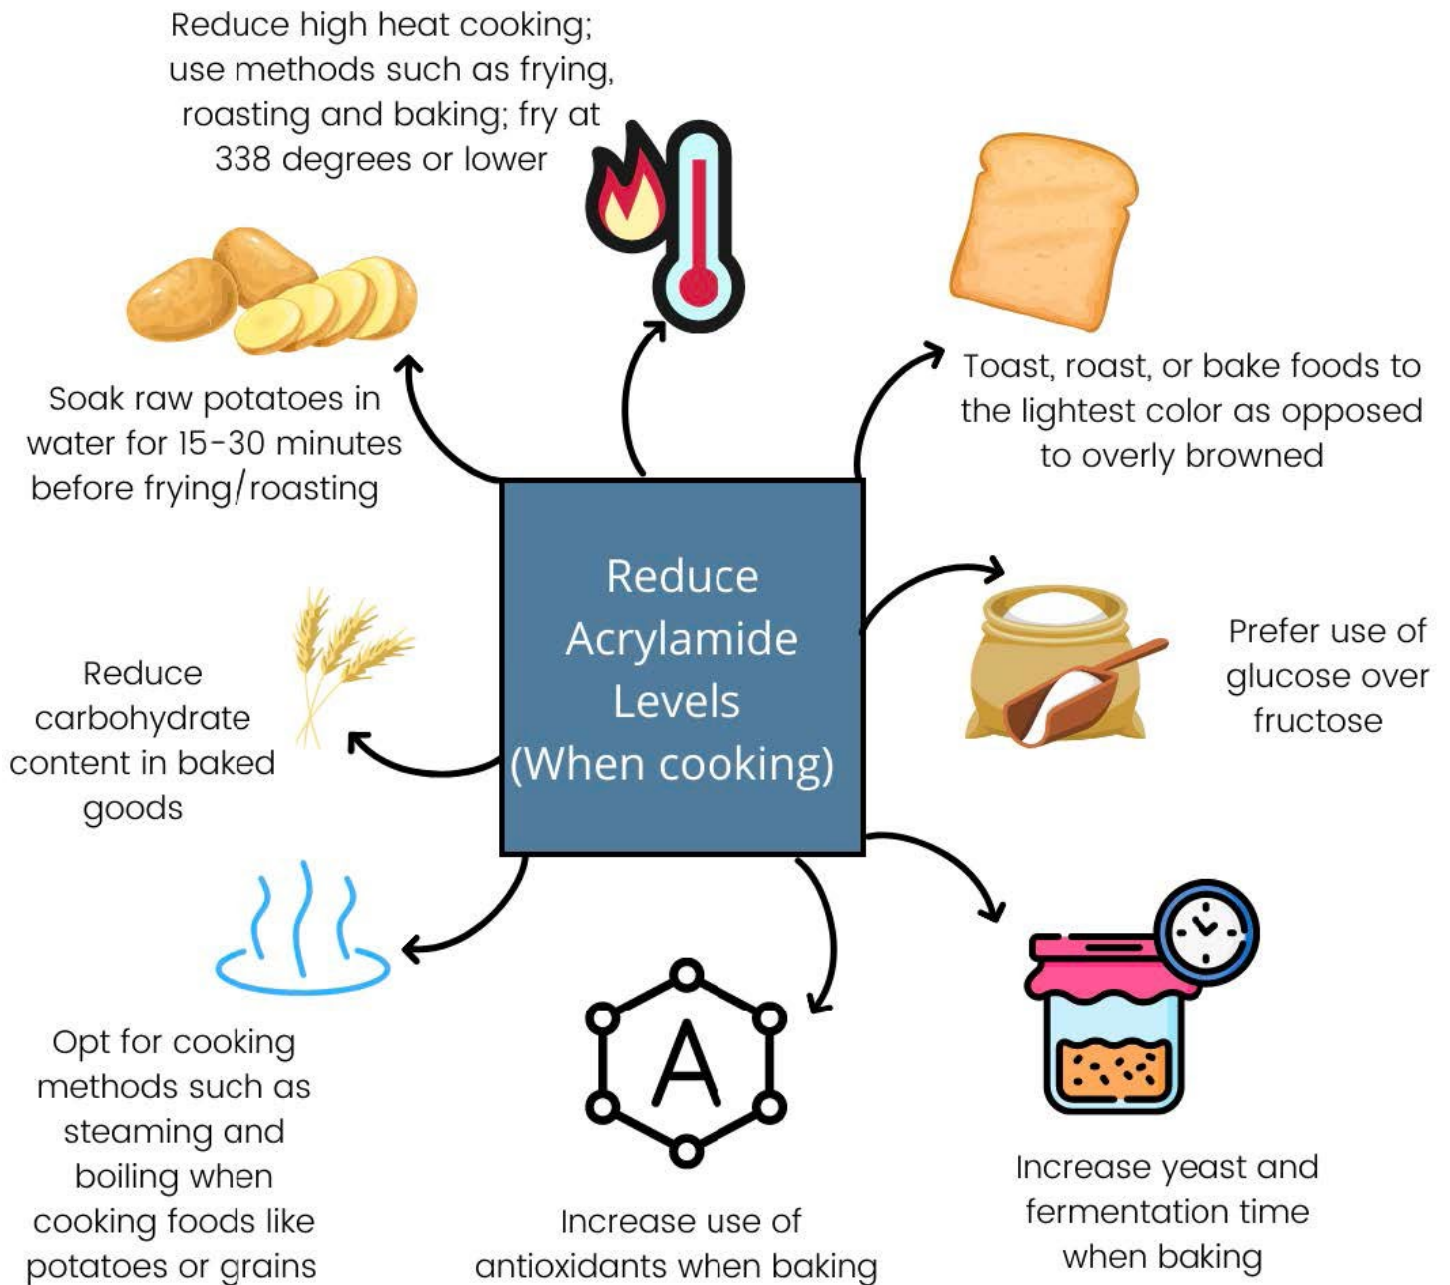 Reduce high heat cooking;
use methods such as frying,
roasting and baking; fry at
338 degrees or lower
Soak raw potatoes in
water for 15-30 minutes
before frying/roasting
Toast, roast, or bake foods to
the lightest color as opposed
to overly browned
Reduce
Acrylamide
Levels
(When cooking)
Prefer use of
glucose over
fructose
Reduce
carbohydrate
content in baked
goods
Opt for cooking
methods such as
steaming and
boiling when
cooking foods like
potatoes or grains
A
Increase use of
antioxidants when baking
Increase yeast and
fermentation time
when baking